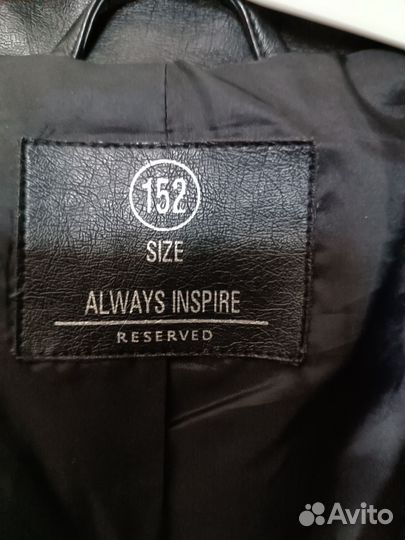 152
SIZE
ALWAYS INSPIRE
RESERVED
Avito